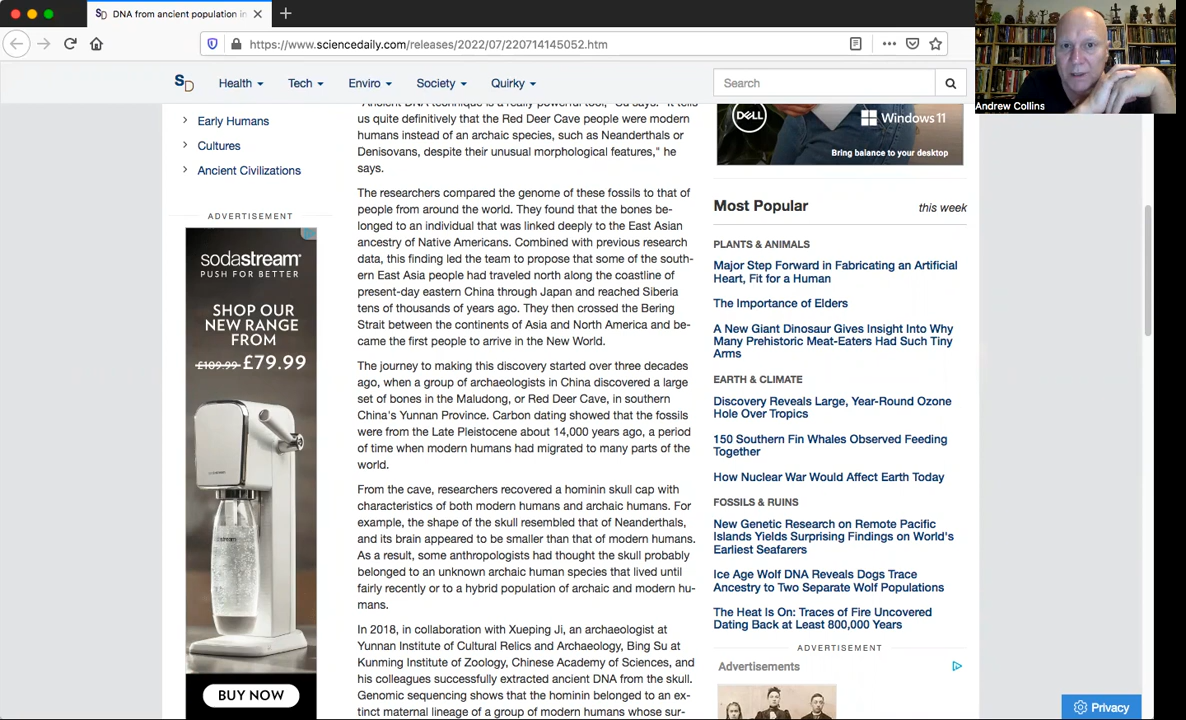 DNA from ancient population in
https://www.sciencedaily.com/releases/2022/07/220714145052.htm
Andrew Collins
SD
Health
Tech
Enviro
Society
Quirky
Search
Early Humans
Cultures
Ancient Civilizations
ADVERTISEMENT
sodastream
PUSH FOR BETTER
SHOP OUR
NEW RANGE
FROM
£109.99 £79.99
BUY NOW
"Ancient DNA technique is a really powerful tool," Su says. "It tells
us quite definitively that the Red Deer Cave people were modern
humans instead of an archaic species, such as Neanderthals or
Denisovans, despite their unusual morphological features," he
says.
The researchers compared the genome of these fossils to that of
people from around the world. They found that the bones be-
longed to an individual that was linked deeply to the East Asian
ancestry of Native Americans. Combined with previous research
data, this finding led the team to propose that some of the south-
ern East Asia people had traveled north along the coastline of
present-day eastern China through Japan and reached Siberia
tens of thousands of years ago. They then crossed the Bering
Strait between the continents of Asia and North America and be-
came the first people to arrive in the New World.
The journey to making this discovery started over three decades
ago, when a group of archaeologists in China discovered a large
set of bones in the Maludong, or Red Deer Cave, in southern
China's Yunnan Province. Carbon dating showed that the fossils
were from the Late Pleistocene about 14,000 years ago, a period
of time when modern humans had migrated to many parts of the
world.
From the cave, researchers recovered a hominin skull cap with
characteristics of both modern humans and archaic humans. For
example, the shape of the skull resembled that of Neanderthals,
and its brain appeared to be smaller than that of modern humans.
As a result, some anthropologists had thought the skull probably
belonged to an unknown archaic human species that lived until
fairly recently or to a hybrid population of archaic and modern hu-
mans.
In 2018, in collaboration with Xueping Ji, an archaeologist at
Yunnan Institute of Cultural Relics and Archaeology, Bing Su at
Kunming Institute of Zoology, Chinese Academy of Sciences, and
his colleagues successfully extracted ancient DNA from the skull.
Genomic sequencing shows that the hominin belonged to an ex-
tinct maternal lineage of a group of modern humans whose sur-
DELL
Windows 11
Bring balance to your desktop
Most Popular
this week
PLANTS & ANIMALS
Major Step Forward in Fabricating an Artificial
Heart, Fit for a Human
The Importance of Elders
A New Giant Dinosaur Gives Insight Into Why
Many Prehistoric Meat-Eaters Had Such Tiny
Arms
EARTH & CLIMATE
Discovery Reveals Large, Year-Round Ozone
Hole Over Tropics
150 Southern Fin Whales Observed Feeding
Together
How Nuclear War Would Affect Earth Today
FOSSILS & RUINS
New Genetic Research on Remote Pacific
Islands Yields Surprising Findings on World's
Earliest Seafarers
Ice Age Wolf DNA Reveals Dogs Trace
Ancestry to Two Separate Wolf Populations
The Heat Is On: Traces of Fire Uncovered
Dating Back at Least 800,000 Years
ADVERTISEMENT
Advertisements
Privacy